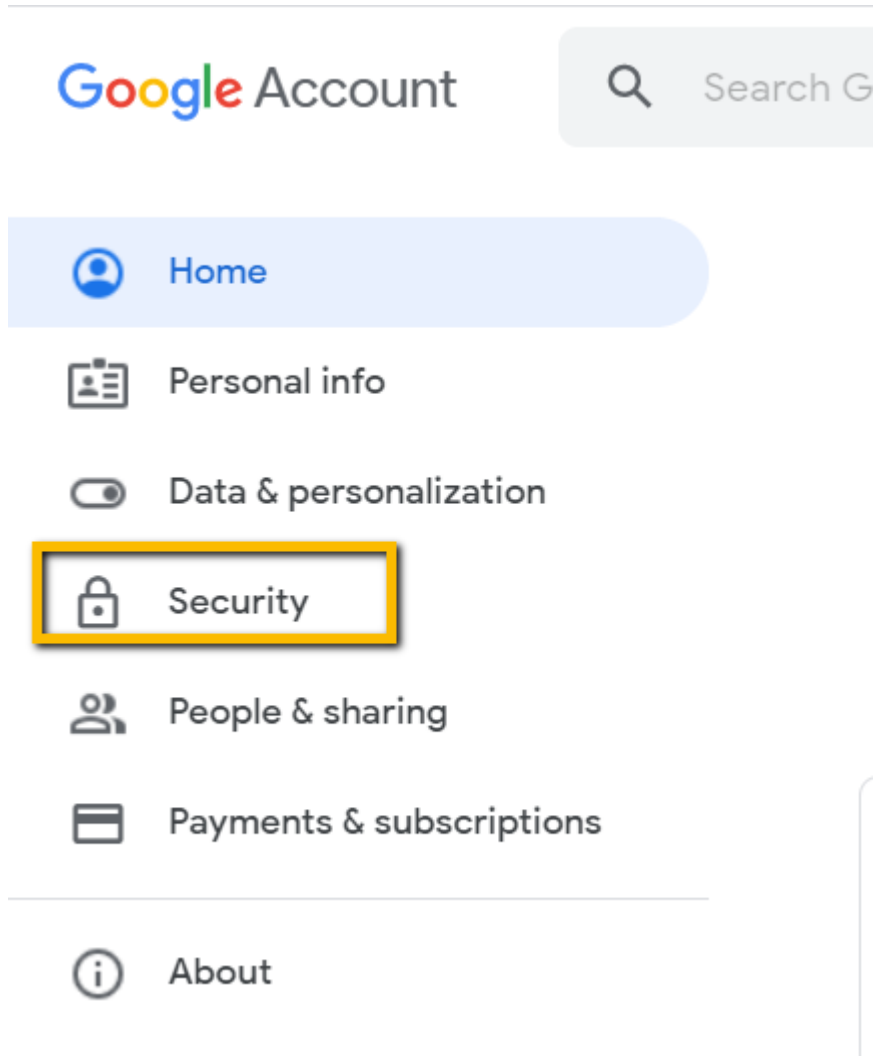 Google Account
Search G
Home
Personal info
Data & personalization
Security
People & sharing
Payments & subscriptions
About